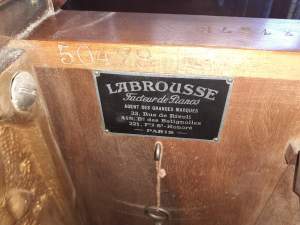 LABROUSSE
Facteur de Pianos
AGENT DES GRANDES MARQUES
33, Rue de Rivoli
Bd des Batignolles
221, Fg St-Honoré
PARIS